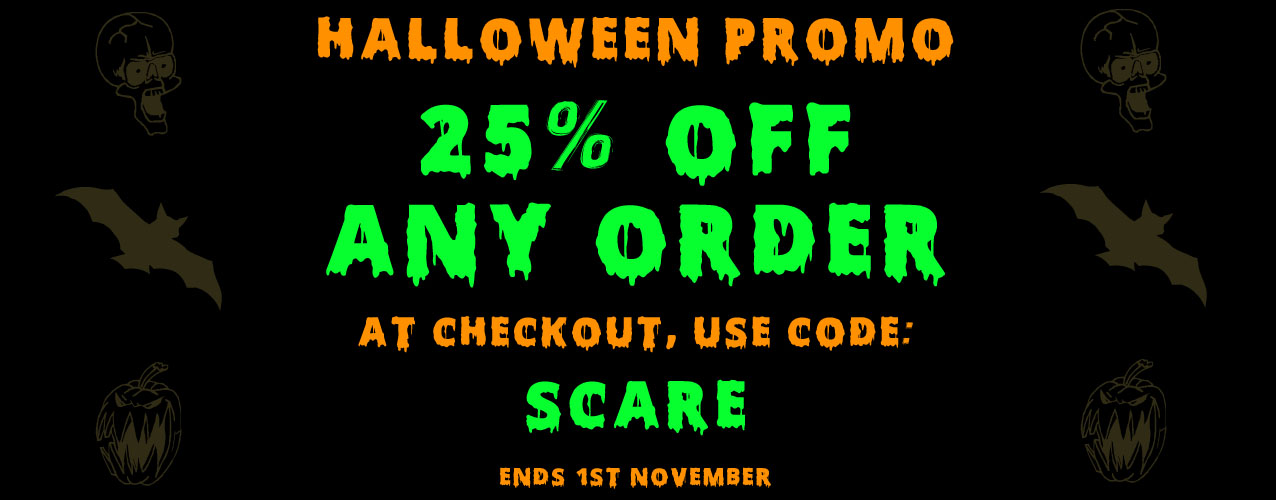 HALLOWEEN PROMO
25% OFF
ANY ORDER
AT CHECKOUT, USE CODE:
SCARE
ENDS 1ST NOVEMBER